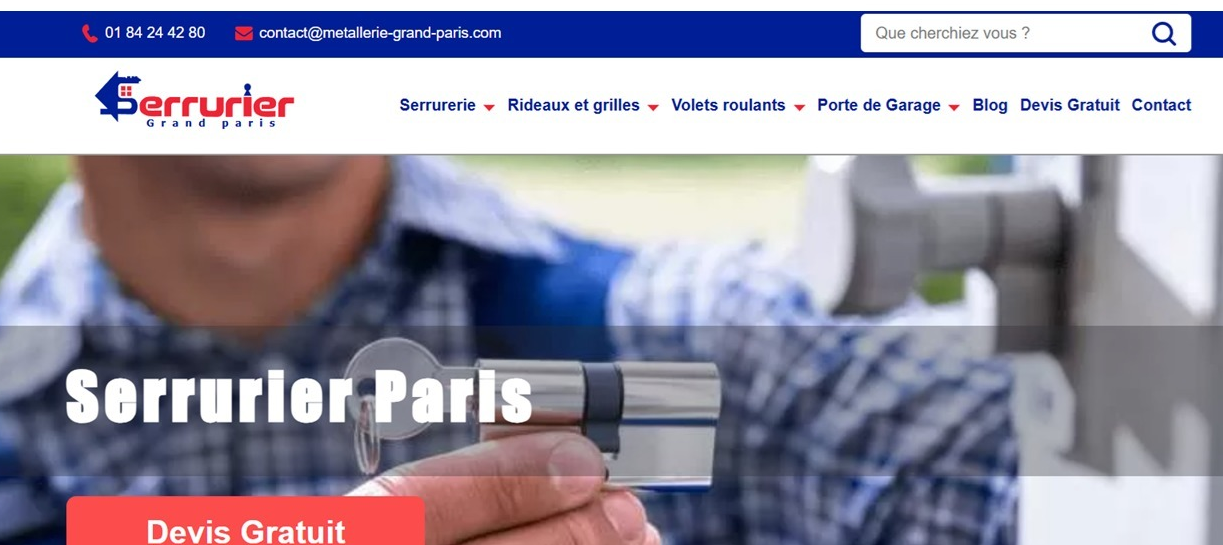 01 84 24 42 80 contact@metallerie-grand-paris.com Que cherchiez vous ?
Serrurier
Grand paris
Serrurerie Rideaux et grilles Volets roulants Porte de Garage Blog Devis Gratuit Contact
Serrurier Paris
Devis Gratuit